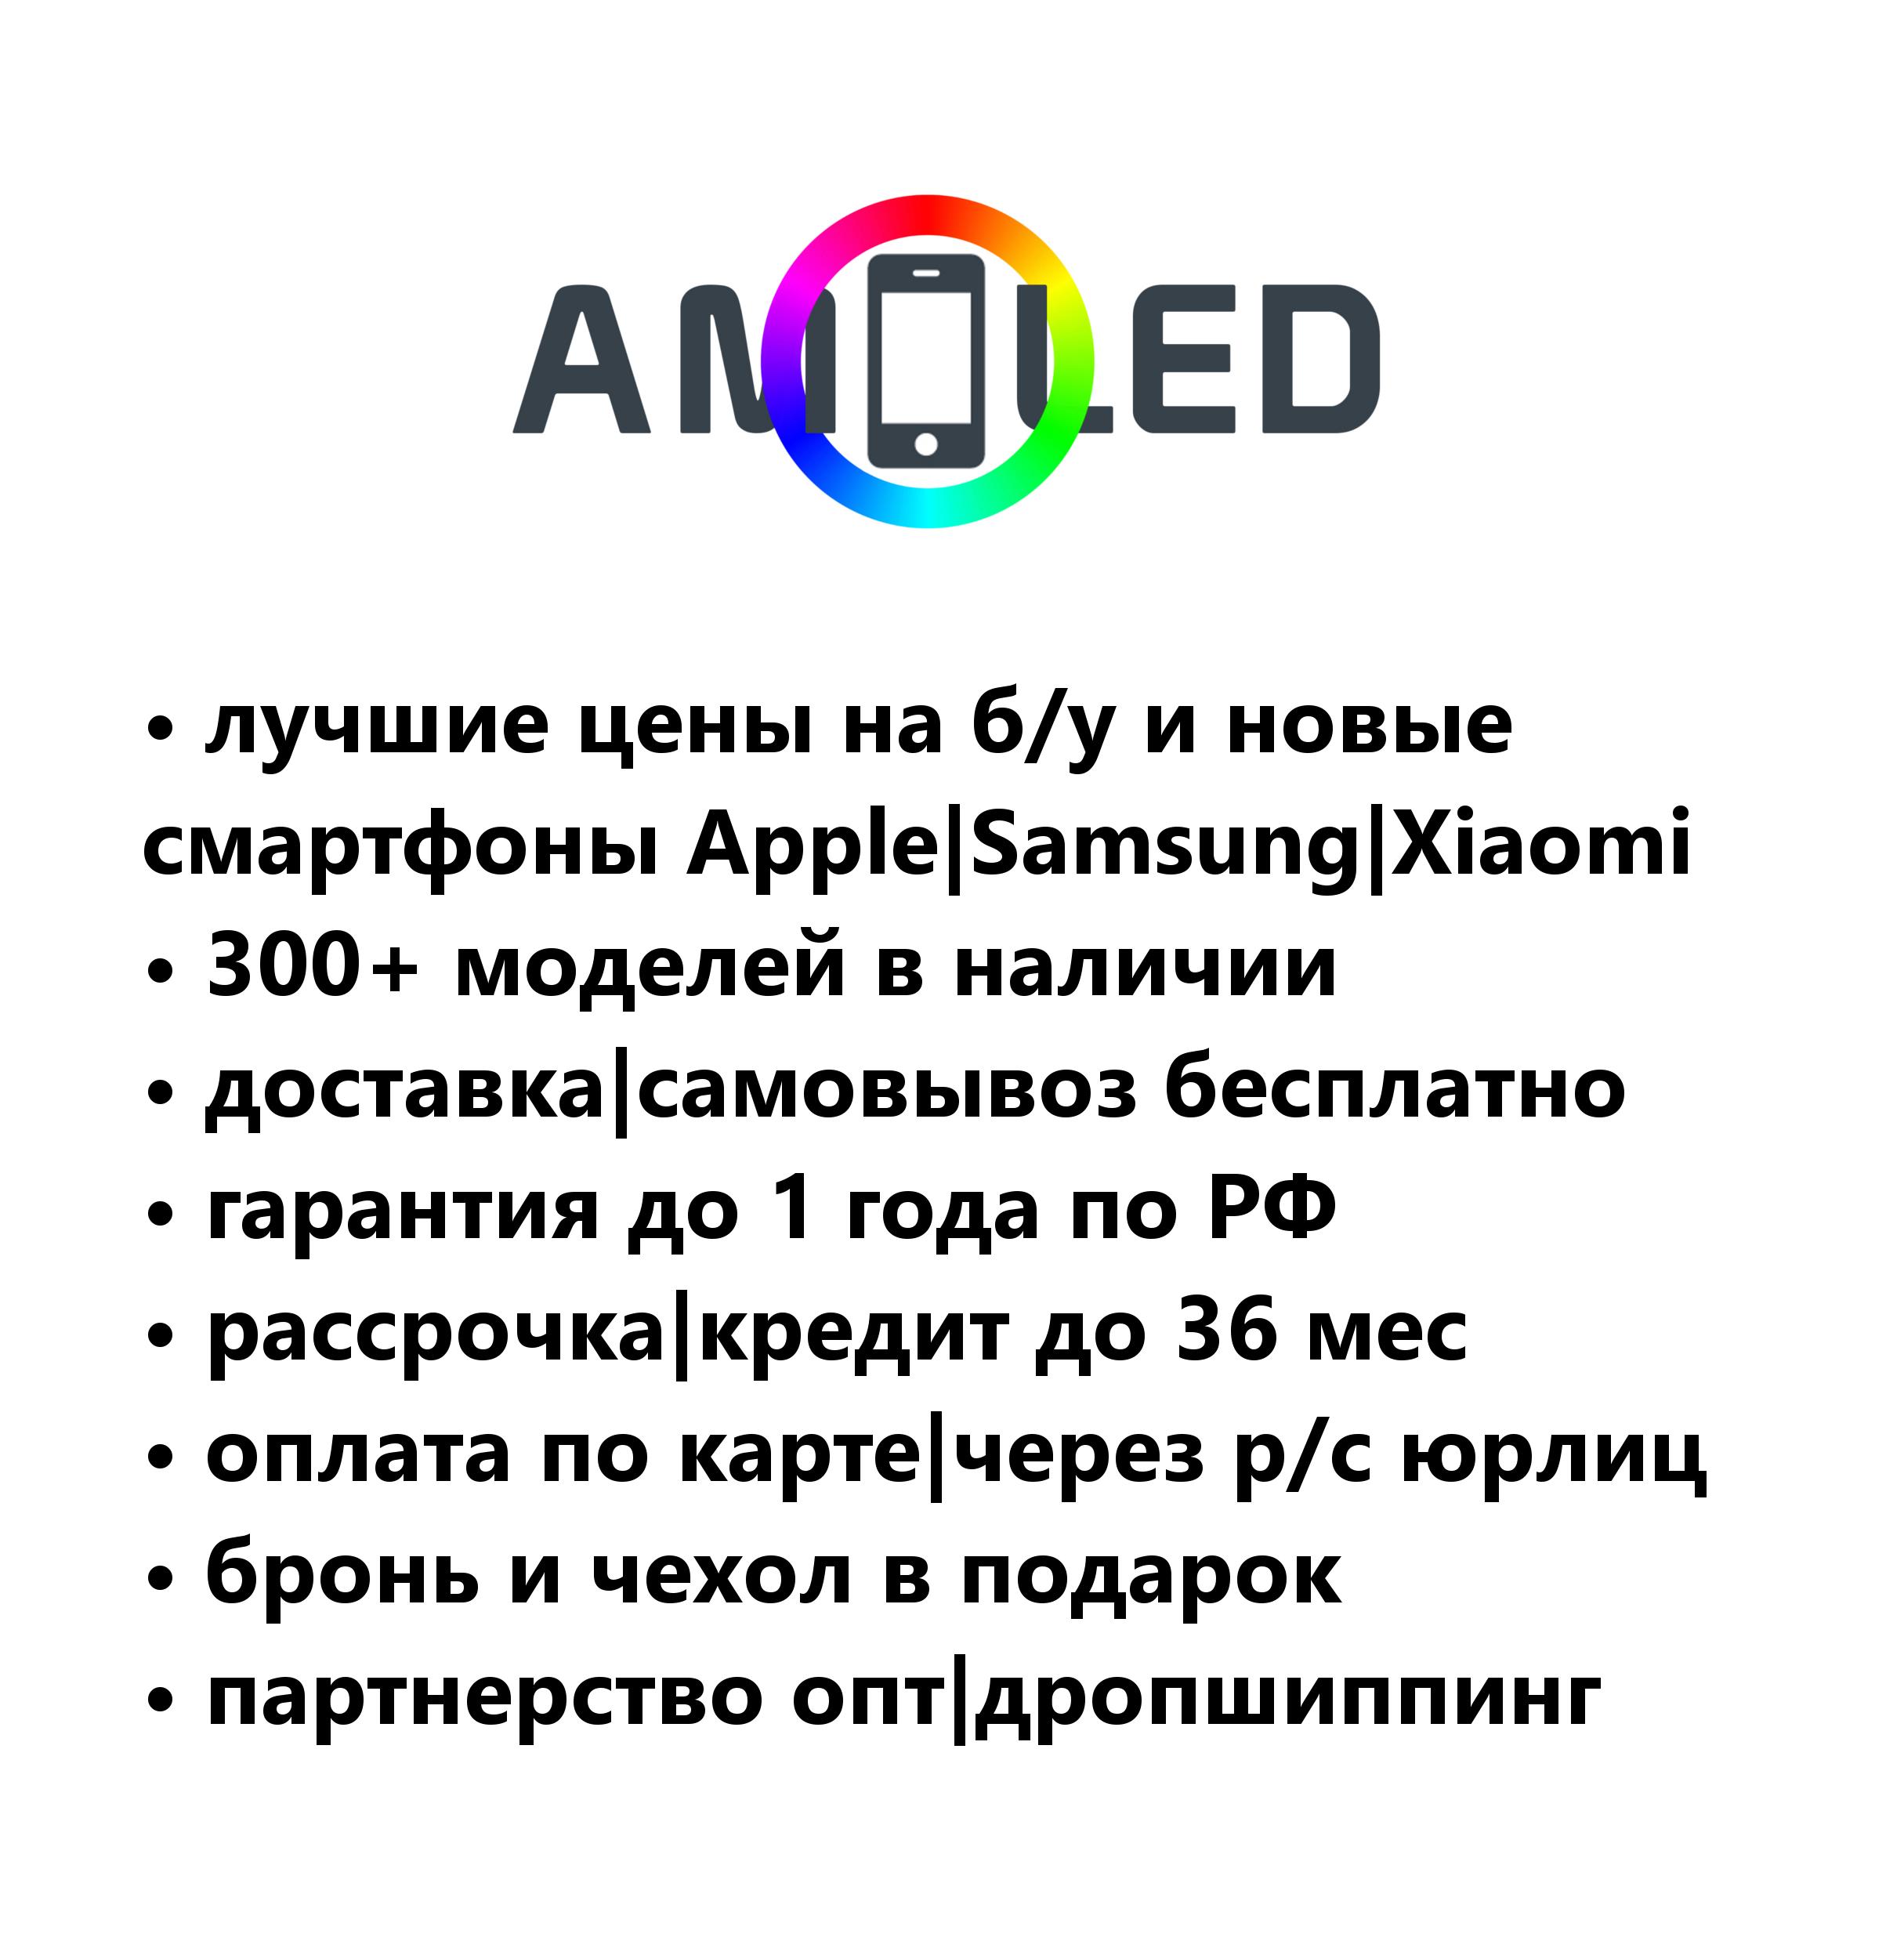 AMOLED
• лучшие цены на б/у и новые
смартфоны Apple|Samsung|Xiaomi
• 300+ моделей в наличии
• доставка|самовывоз бесплатно
• гарантия до 1 года по РФ
• рассрочка|кредит до 36 мес
• оплата по карте|через р/с юрлиц
• бронь и чехол в подарок
• партнерство опт|дропшиппинг